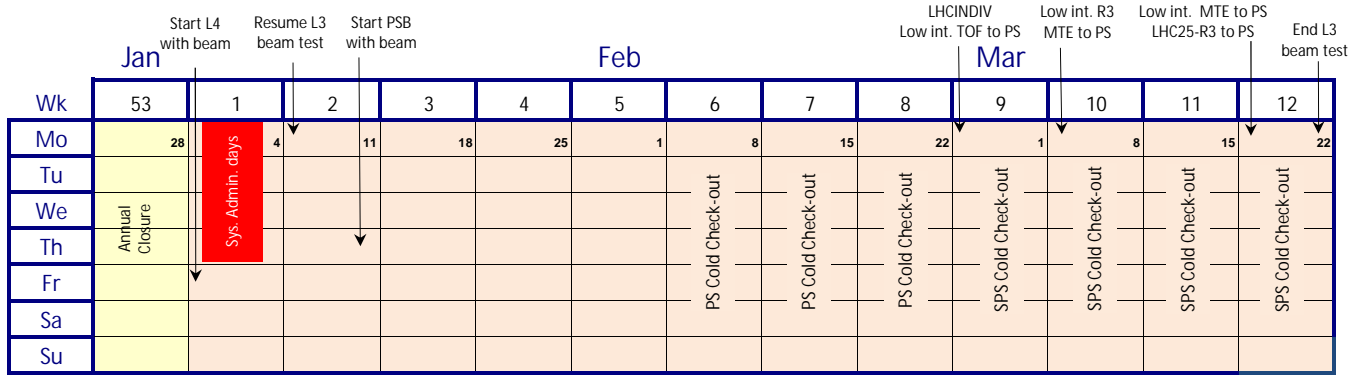 Start L4
with beam
Resume L3
beam test
Start PSB
with beam
LHCINDIV
Low int. TOF to PS
Low int. R3
MTE to PS
Low int. MTE to PS
LHC25-R3 to PS
End L3
beam test
Jan
Feb
Mar
Wk 53 1 2 3 4 5 6 7 8 9 10 11 12
Mo 28 4 11 18 25 1 8 15 22 1 8 15 22
Tu
We
Th
Fr
Sa
Su
Annual
Closure
Sys. Admin. days
PS Cold Check-out
PS Cold Check-out
PS Cold Check-out
SPS Cold Check-out
SPS Cold Check-out
SPS Cold Check-out
SPS Cold Check-out